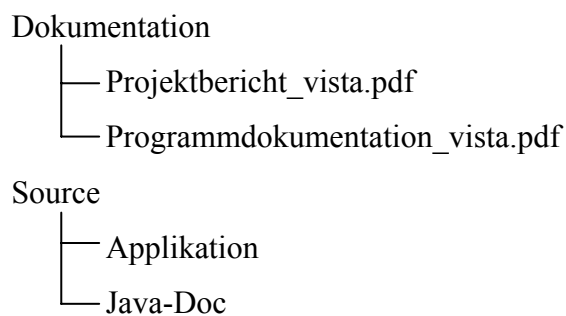 Dokumentation
Projektbericht_vista.pdf
Programmdokumentation_vista.pdf
Source
Applikation
Java-Doc